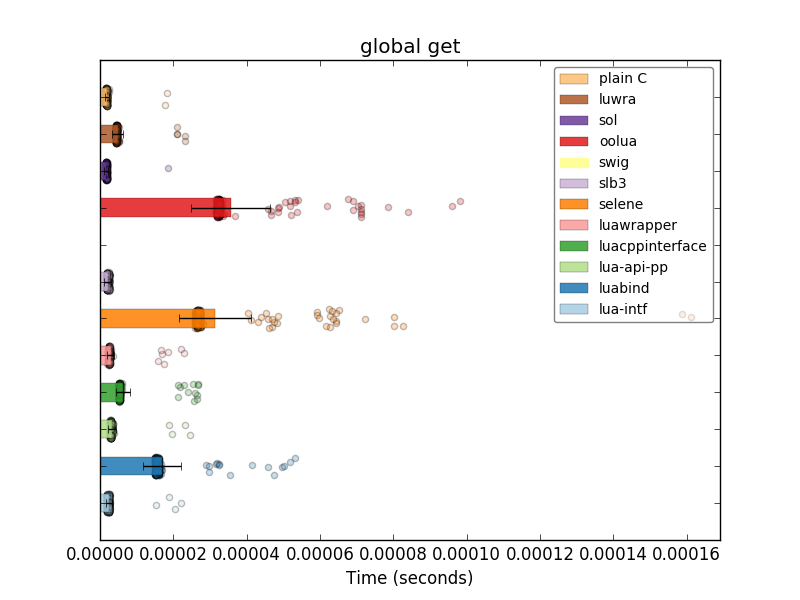 global get
plain C
luwra
sol
oolua
swig
slb3
selene
luawrapper
luacppinterface
lua-api-pp
luabind
lua-intf
0.00000 0.00002 0.00004 0.00006 0.00008 0.00010 0.00012 0.00014 0.00016
Time (seconds)